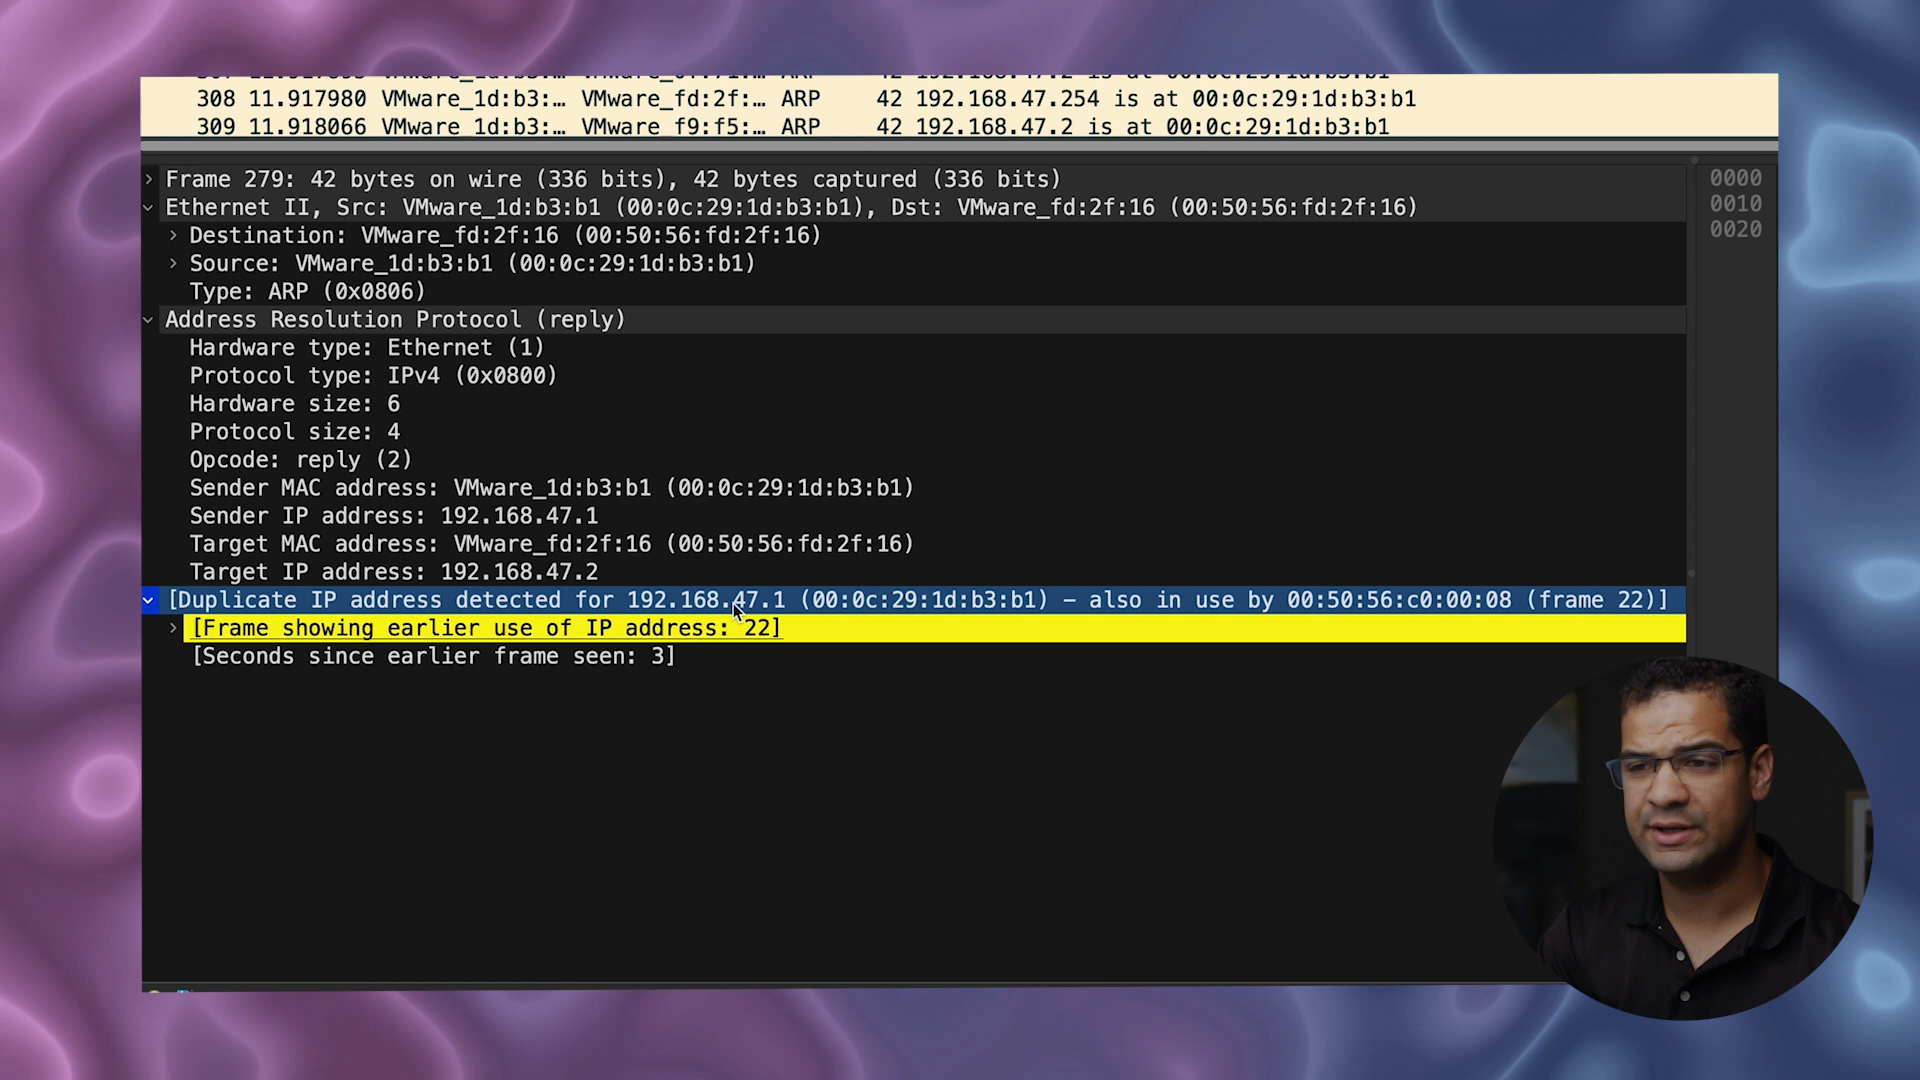 308 11.917980 VMware_1d:b3:… VMware_fd:2f:… ARP 42 192.168.47.254 is at 00:0c:29:1d:b3:b1
309 11.918066 VMware_1d:b3:… VMware_f9:f5:… ARP 42 192.168.47.2 is at 00:0c:29:1d:b3:b1
Frame 279: 42 bytes on wire (336 bits), 42 bytes captured (336 bits)
Ethernet II, Src: VMware_1d:b3:b1 (00:0c:29:1d:b3:b1), Dst: VMware_fd:2f:16 (00:50:56:fd:2f:16)
Destination: VMware_fd:2f:16 (00:50:56:fd:2f:16)
Source: VMware_1d:b3:b1 (00:0c:29:1d:b3:b1)
Type: ARP (0x0806)
Address Resolution Protocol (reply)
Hardware type: Ethernet (1)
Protocol type: IPv4 (0x0800)
Hardware size: 6
Protocol size: 4
Opcode: reply (2)
Sender MAC address: VMware_1d:b3:b1 (00:0c:29:1d:b3:b1)
Sender IP address: 192.168.47.1
Target MAC address: VMware_fd:2f:16 (00:50:56:fd:2f:16)
Target IP address: 192.168.47.2
[Duplicate IP address detected for 192.168.47.1 (00:0c:29:1d:b3:b1) – also in use by 00:50:56:c0:00:08 (frame 22)]
[Frame showing earlier use of IP address: 22]
[Seconds since earlier frame seen: 3]
0000
0010
0020